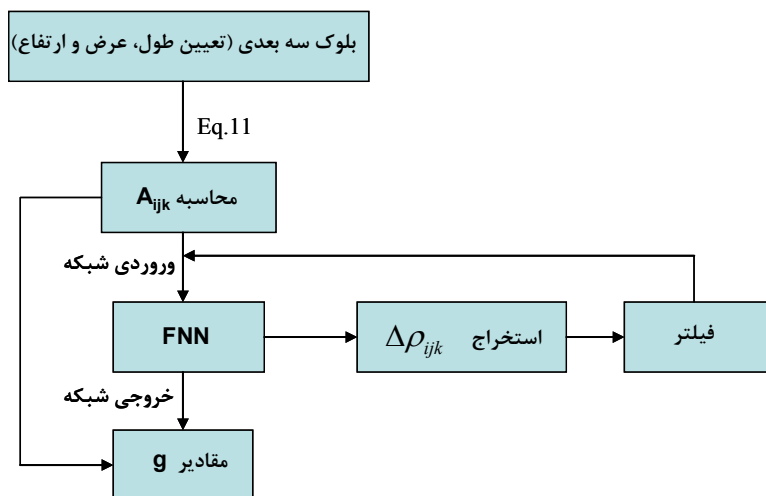 بلوک سه بعدی (تعیین طول، عرض و ارتفاع)
Eq.11
محاسبه Aijk
وروردی شبکه
FNN
استخراج Δρijk
فیلتر
خروجی شبکه
مقادیر g